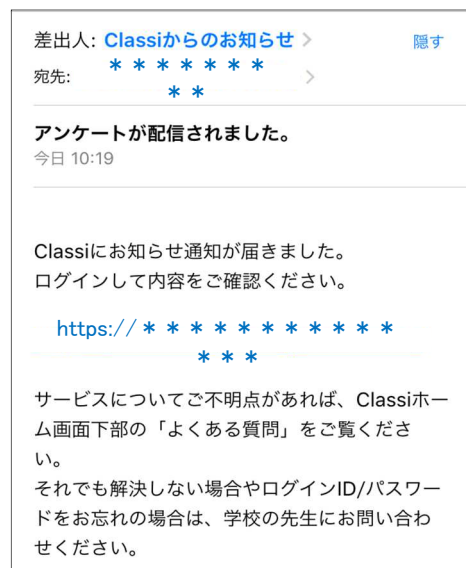 差出人: Classiからのお知らせ 隠す
宛先: ＊＊＊＊＊＊＊
＊＊
アンケートが配信されました。
今日 10:19
Classiにお知らせ通知が届きました。
ログインして内容をご確認ください。
https://＊＊＊＊＊＊＊＊＊＊＊
＊＊＊
サービスについてご不明点があれば、Classiホー
ム画面下部の「よくある質問」をご覧くださ
い。
それでも解決しない場合やログインID/パスワー
ドをお忘れの場合は、学校の先生にお問い合わ
せください。